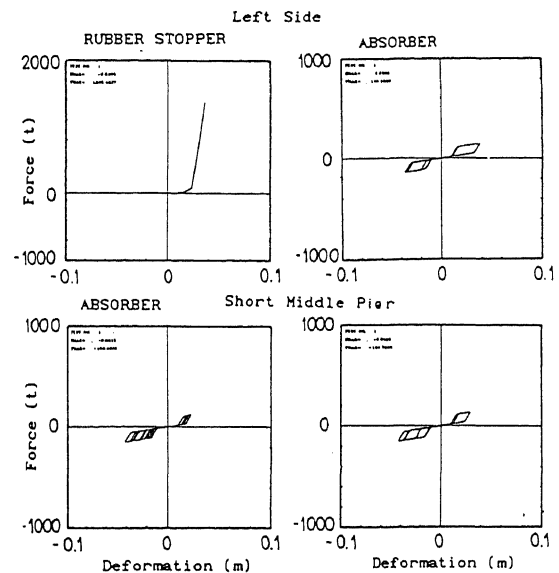 Left Side
RUBBER STOPPER
ABSORBER
2000
1000
0
-1000
Force (t)
-0.1
0
0.1
1000
0
-1000
-0.1
0
0.1
ABSORBER
Short Middle Pier
1000
0
-1000
Force (t)
-0.1
0
0.1
Deformation (m)
1000
0
-1000
-0.1
0
0.1
Deformation (m)